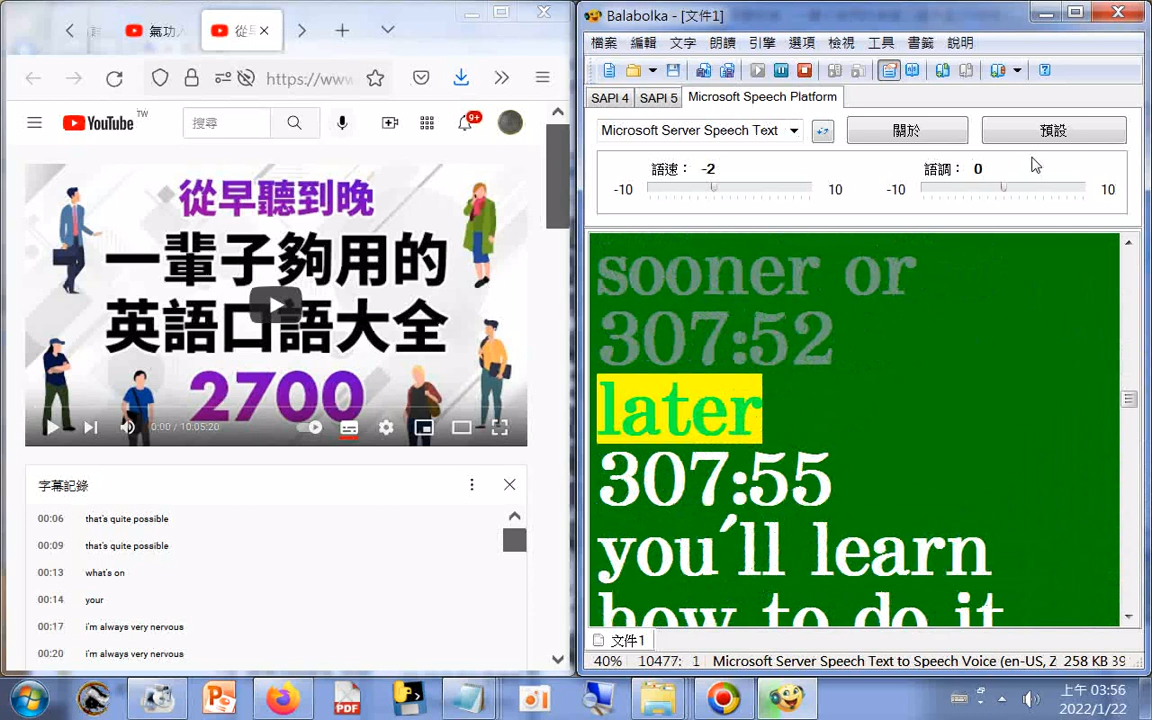 氣功
從
https://www
YouTube TW
搜尋
9+
從早聽到晚
一輩子夠用的
英語口語大全
2700
0:00 / 10:05:20
字幕記錄
00:06 that's quite possible
00:09 that's quite possible
00:13 what's on
00:14 your
00:17 i'm always very nervous
00:20 i'm always very nervous
Balabolka - [文件1]
檔案 編輯 文字 朗讀 引擎 選項 檢視 工具 書籤 說明
SAPI 4 SAPI 5 Microsoft Speech Platform
Microsoft Server Speech Text
關於
預設
語速： -2
-10 10
語調： 0
-10 10
sooner or
307:52
later
307:55
you´ll learn
how to do it
文件1
40% 10477: 1 Microsoft Server Speech Text to Speech Voice (en-US, Z 258 KB
上午 03:56
2022/1/22